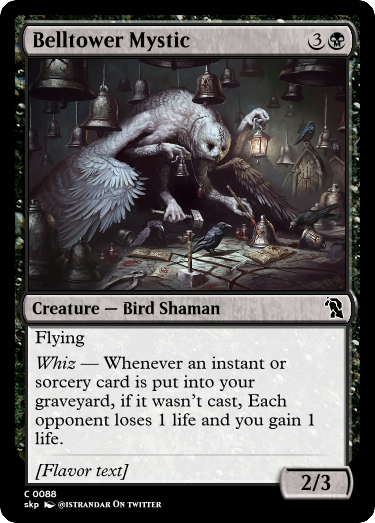 Belltower Mystic 3
Creature — Bird Shaman
Flying
Whiz — Whenever an instant or
sorcery card is put into your
graveyard, if it wasn't cast, Each
opponent loses 1 life and you gain 1
life.
[Flavor text]
2/3
C 0088
skp @ISTRANDAR ON TWITTER